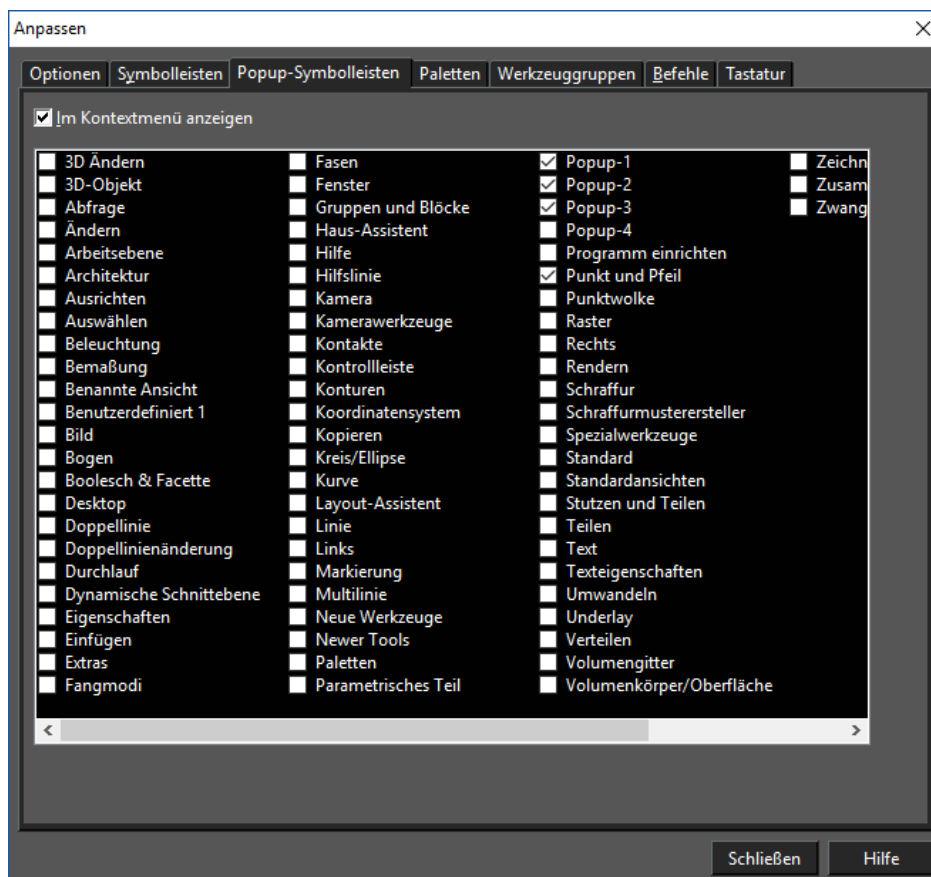 Anpassen
Optionen Symbolleisten Popup-Symbolleisten Paletten Werkzeuggruppen Befehle Tastatur
Im Kontextmenü anzeigen
3D Ändern
3D-Objekt
Abfrage
Ändern
Arbeitsebene
Architektur
Ausrichten
Auswählen
Beleuchtung
Bemaßung
Benannte Ansicht
Benutzerdefiniert 1
Bild
Bogen
Boolesch & Facette
Desktop
Doppellinie
Doppellinienänderung
Durchlauf
Dynamische Schnittebene
Eigenschaften
Einfügen
Extras
Fangmodi
Fasen
Fenster
Gruppen und Blöcke
Haus-Assistent
Hilfe
Hilfslinie
Kamera
Kamerawerkzeuge
Kontakte
Kontrollleiste
Konturen
Koordinatensystem
Kopieren
Kreis/Ellipse
Kurve
Layout-Assistent
Linie
Links
Markierung
Multilinie
Neue Werkzeuge
Newer Tools
Paletten
Parametrisches Teil
Popup-1
Popup-2
Popup-3
Popup-4
Programm einrichten
Punkt und Pfeil
Punktwolke
Raster
Rechts
Rendern
Schraffur
Schraffurmusterersteller
Spezialwerkzeuge
Standard
Standardansichten
Stutzen und Teilen
Teilen
Text
Texteigenschaften
Umwandeln
Underlay
Verteilen
Volumengitter
Volumenkörper/Oberfläche
Zeichn
Zusam
Zwang
Schließen Hilfe